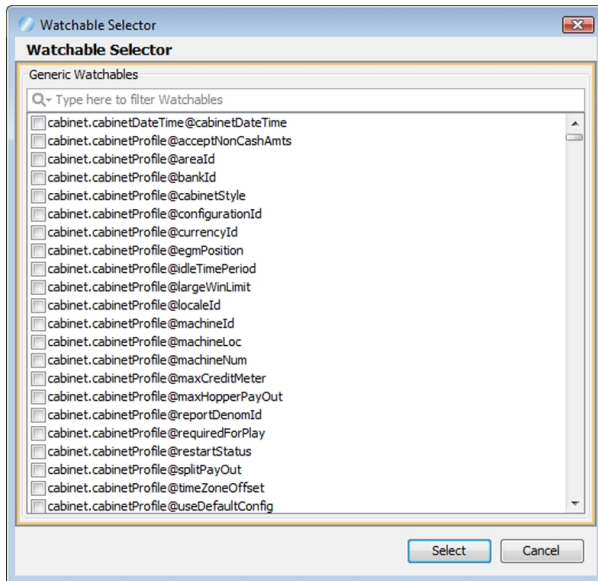 Watchable Selector
Watchable Selector
Generic Watchables
Type here to filter Watchables
cabinet.cabinetDateTime@cabinetDateTime
cabinet.cabinetProfile@acceptNonCashAmts
cabinet.cabinetProfile@areaId
cabinet.cabinetProfile@bankId
cabinet.cabinetProfile@cabinetStyle
cabinet.cabinetProfile@configurationId
cabinet.cabinetProfile@currencyId
cabinet.cabinetProfile@egmPosition
cabinet.cabinetProfile@idleTimePeriod
cabinet.cabinetProfile@largeWinLimit
cabinet.cabinetProfile@localeId
cabinet.cabinetProfile@machineId
cabinet.cabinetProfile@machineLoc
cabinet.cabinetProfile@machineNum
cabinet.cabinetProfile@maxCreditMeter
cabinet.cabinetProfile@maxHopperPayOut
cabinet.cabinetProfile@reportDenomId
cabinet.cabinetProfile@requiredForPlay
cabinet.cabinetProfile@restartStatus
cabinet.cabinetProfile@splitPayOut
cabinet.cabinetProfile@timeZoneOffset
cabinet.cabinetProfile@useDefaultConfig
Select Cancel